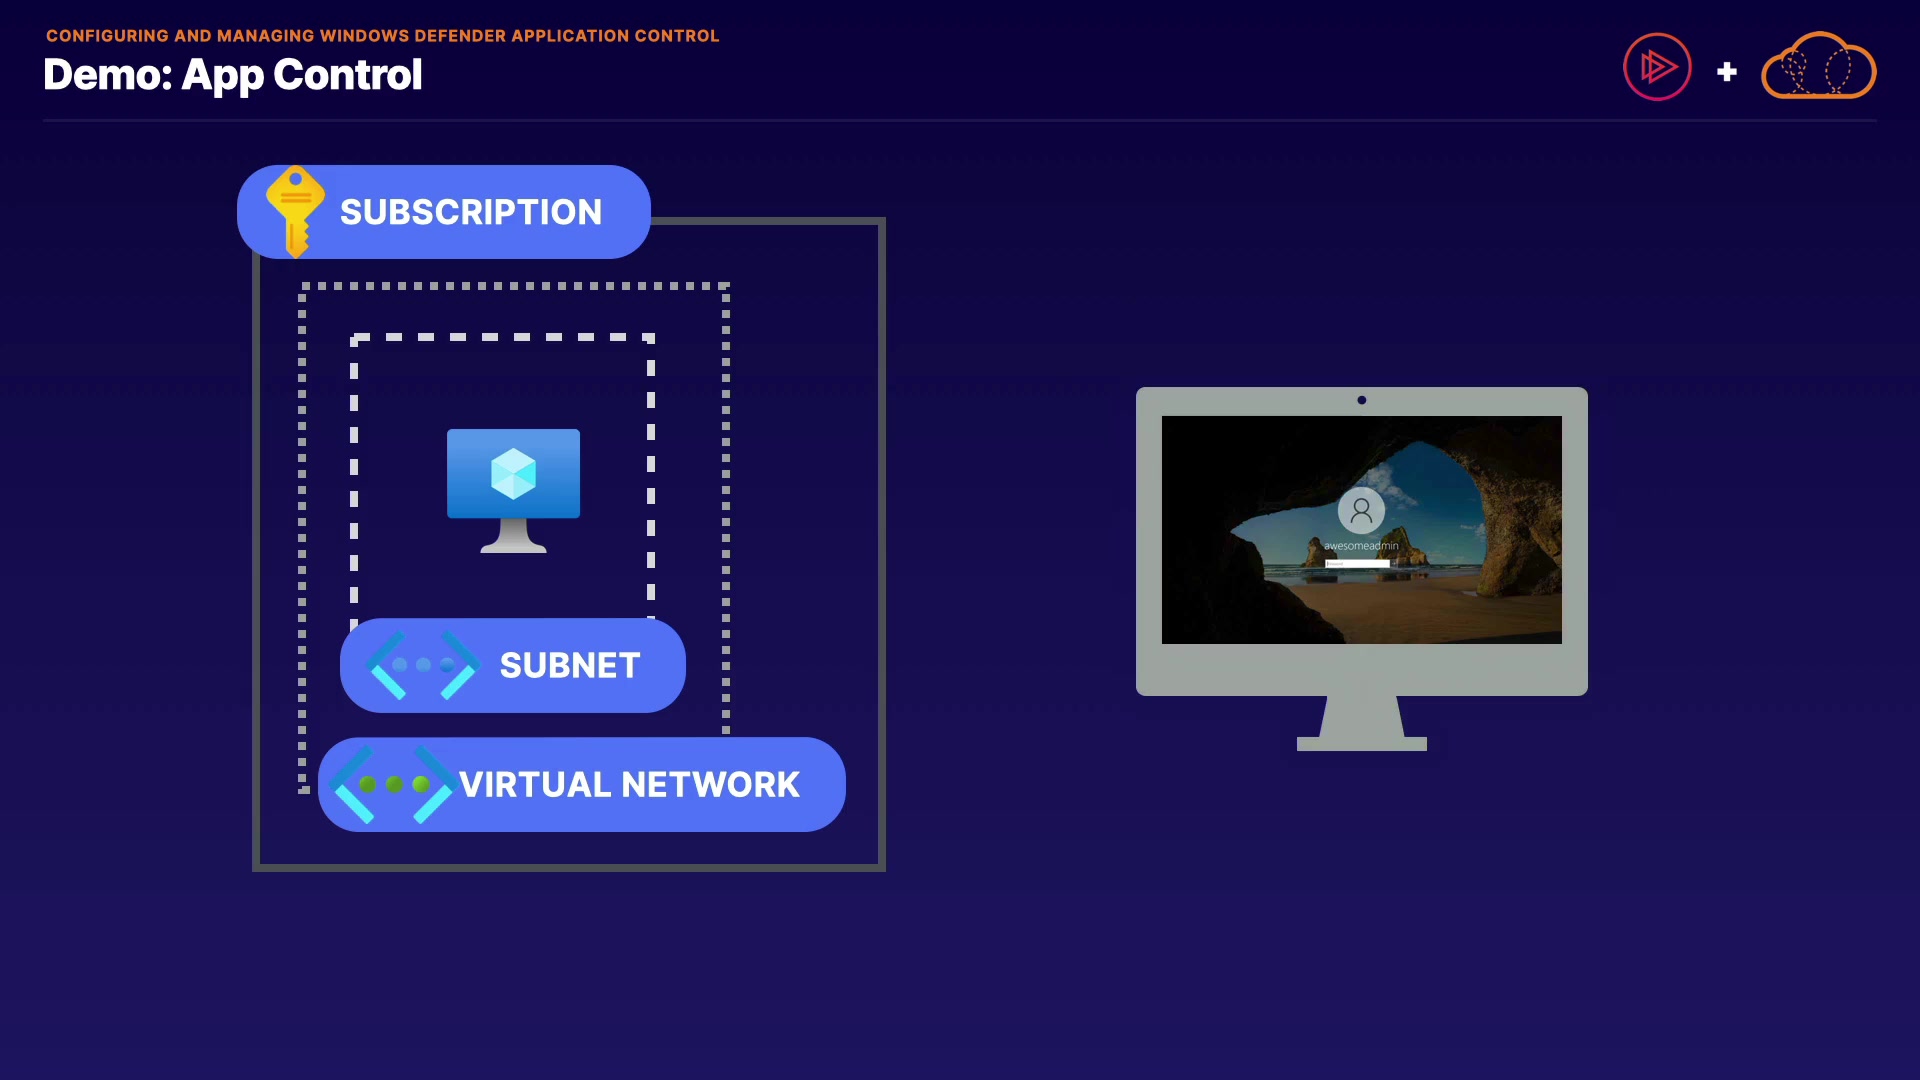 CONFIGURING AND MANAGING WINDOWS DEFENDER APPLICATION CONTROL
Demo: App Control
SUBSCRIPTION
awesomeadmin
SUBNET
VIRTUAL NETWORK